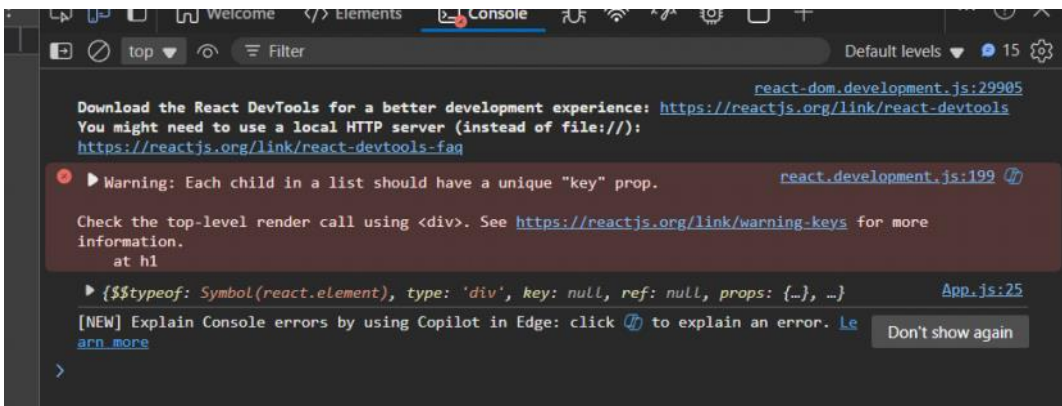 Welcome </> Elements Console
top ▼ Filter Default levels ▼ 15
react-dom.development.js:29905
Download the React DevTools for a better development experience: https://reactjs.org/link/react-devtools
You might need to use a local HTTP server (instead of file://):
https://reactjs.org/link/react-devtools-faq
▶Warning: Each child in a list should have a unique "key" prop. react.development.js:199
Check the top-level render call using <div>. See https://reactjs.org/link/warning-keys for more
information.
at h1
▶ {$$typeof: Symbol(react.element), type: 'div', key: null, ref: null, props: {…}, …} App.js:25
[NEW] Explain Console errors by using Copilot in Edge: click to explain an error. Le
arn more
Don't show again